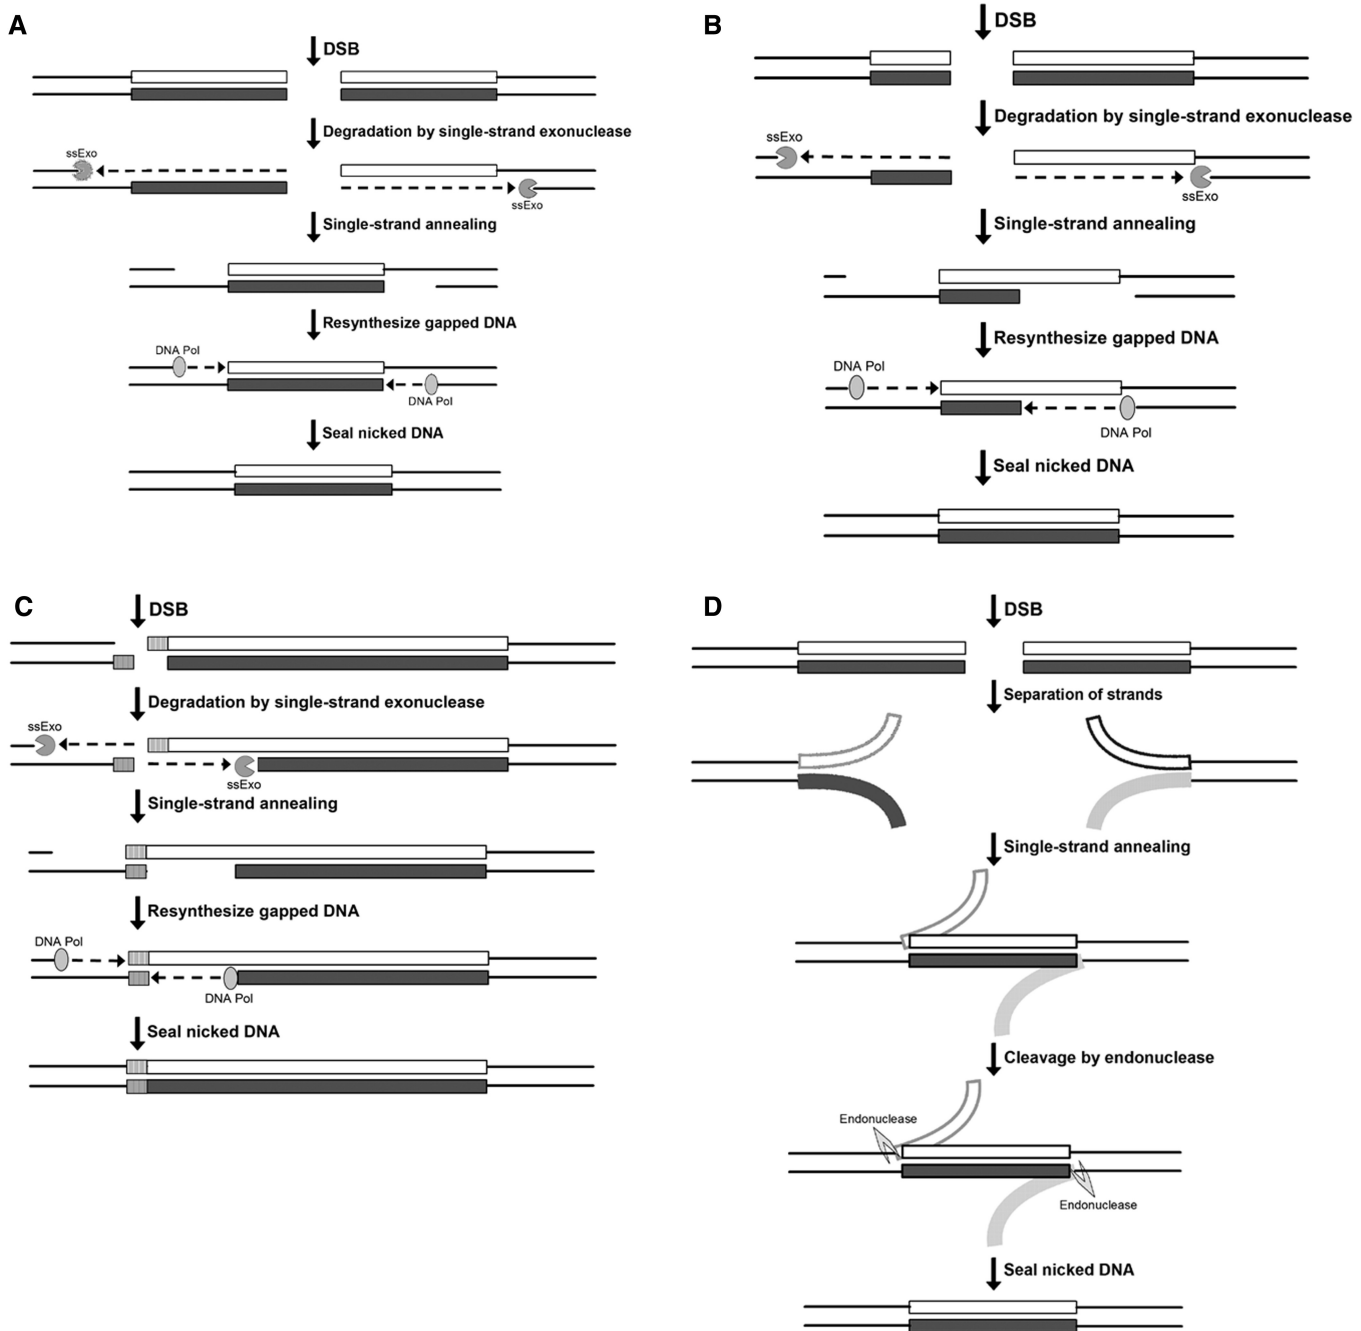 A
DSB
Degradation by single-strand exonuclease
ssExo
ssExo
Single-strand annealing
Resynthesize gapped DNA
DNA Pol
DNA Pol
Seal nicked DNA
B
DSB
Degradation by single-strand exonuclease
ssExo
ssExo
Single-strand annealing
Resynthesize gapped DNA
DNA Pol
DNA Pol
Seal nicked DNA
C
DSB
Degradation by single-strand exonuclease
ssExo
ssExo
Single-strand annealing
Resynthesize gapped DNA
DNA Pol
DNA Pol
Seal nicked DNA
D
DSB
Separation of strands
Single-strand annealing
Cleavage by endonuclease
Endonuclease
Endonuclease
Seal nicked DNA